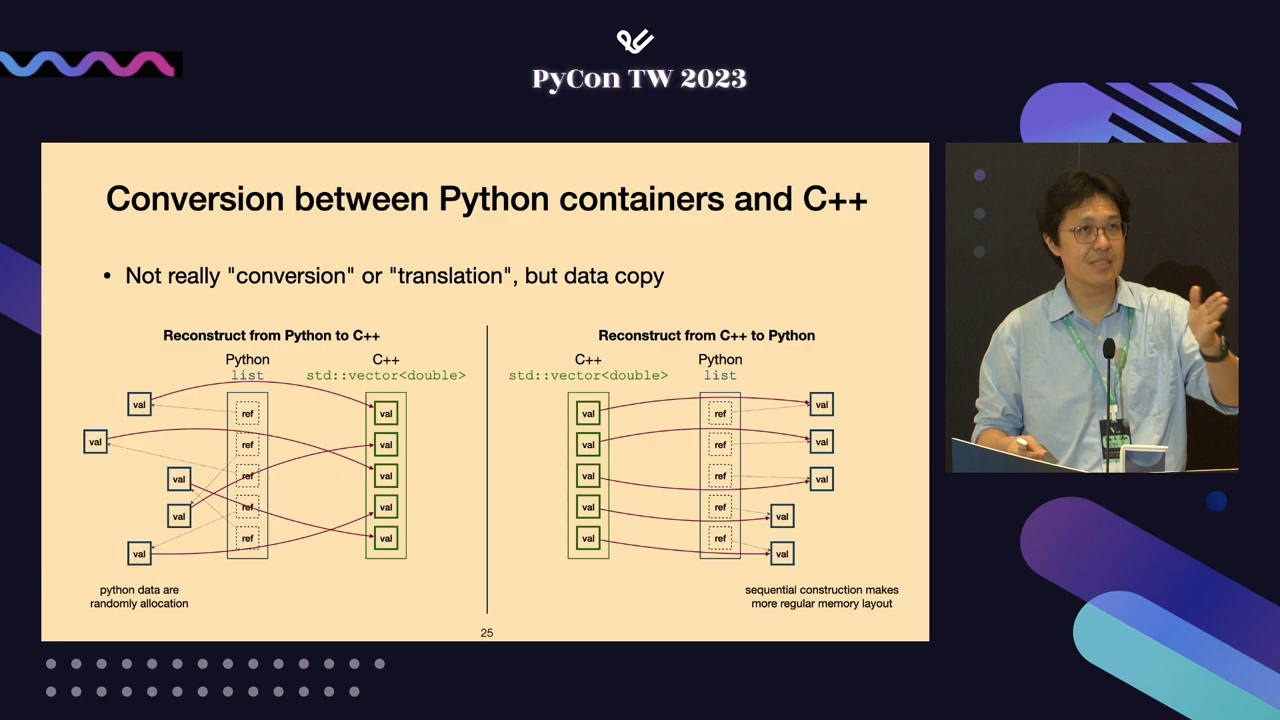 PyCon TW 2023
Conversion between Python containers and C++
• Not really "conversion" or "translation", but data copy
Reconstruct from Python to C++
Python
list
C++
std::vector<double>
val
val
val
val
val
ref
ref
ref
ref
ref
val
val
val
val
val
python data are
randomly allocation
Reconstruct from C++ to Python
C++
std::vector<double>
Python
list
val
val
val
val
val
ref
ref
ref
ref
ref
val
val
val
val
val
sequential construction makes
more regular memory layout
25